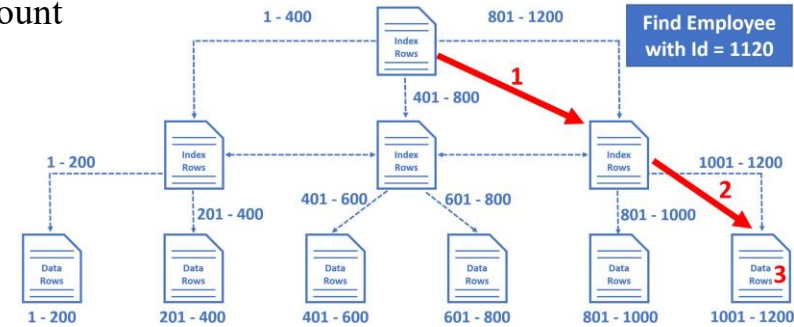 ount
1 - 400
801 - 1200
Find Employee
with Id = 1120
Index
Rows
1
401 - 800
Index
Rows
Index
Rows
Index
Rows
1 - 200
1001 - 1200
2
201 - 400
401 - 600
601 - 800
801 - 1000
Data
Rows
Data
Rows
Data
Rows
Data
Rows
Data
Rows
Data
Rows
3
1 - 200
201 - 400
401 - 600
601 - 800
801 - 1000
1001 - 1200